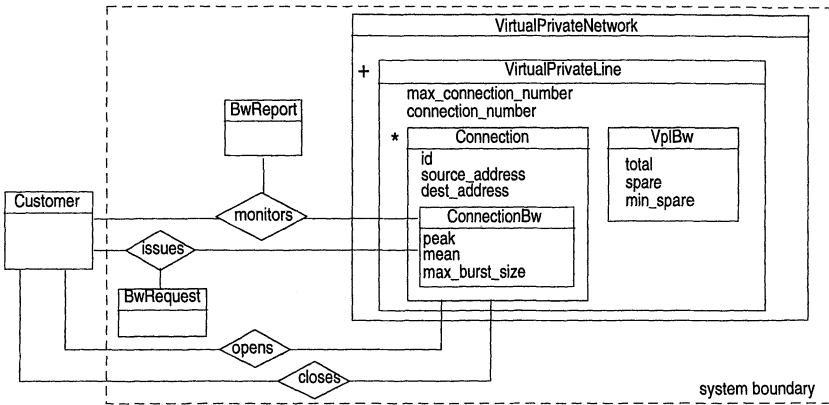 VirtualPrivateNetwork
+
VirtualPrivateLine
max_connection_number
connection_number
*
Connection
id
source_address
dest_address
ConnectionBw
peak
mean
max_burst_size
VplBw
total
spare
min_spare
BwReport
monitors
Customer
issues
BwRequest
opens
closes
system boundary